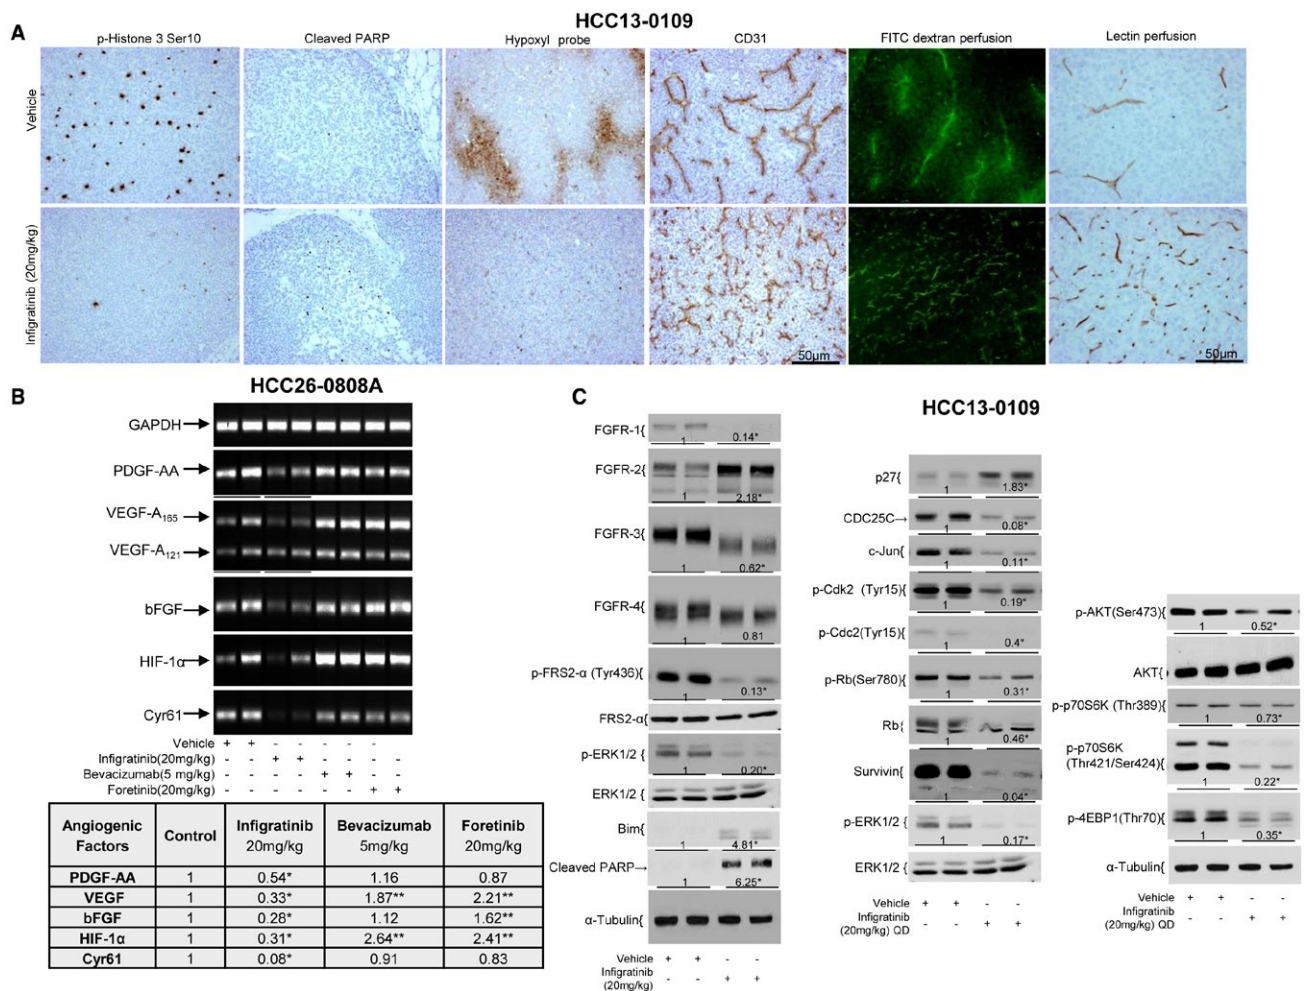 HCC13-0109
A
p-Histone 3 Ser10 Cleaved PARP Hypoxyl probe CD31 FITC dextran perfusion Lectin perfusion
Vehicle
Infigratinib (20mg/kg)
50µm 50µm
B
HCC26-0808A
GAPDH
PDGF-AA
VEGF-A165
VEGF-A121
bFGF
HIF-1α
Cyr61
Vehicle + + - - - - - -
Infigratinib(20mg/kg) - - + + - - - -
Bevacizumab(5 mg/kg) - - - - + + - -
Foretinib(20mg/kg) - - - - - - + +
Angiogenic Factors Control Infigratinib 20mg/kg Bevacizumab 5mg/kg Foretinib 20mg/kg
PDGF-AA 1 0.54* 1.16 0.87
VEGF 1 0.33* 1.87** 2.21**
bFGF 1 0.28* 1.12 1.62**
HIF-1α 1 0.31* 2.64** 2.41**
Cyr61 1 0.08* 0.91 0.83
C
HCC13-0109
FGFR-1{ 1 0.14*
FGFR-2{ 1 2.18*
FGFR-3{ 1 0.62*
FGFR-4{ 1 0.81
p-FRS2-α (Tyr436){ 1 0.13*
FRS2-α{
p-ERK1/2 { 1 0.20*
ERK1/2 {
Bim{ 4.81*
Cleaved PARP→ 1 6.25*
α-Tubulin{
Vehicle + + - -
Infigratinib (20mg/kg) - - + +
p27{ 1 1.83*
CDC25C→ 1 0.08*
c-Jun{ 1 0.11*
p-Cdk2 (Tyr15){ 1 0.19*
p-Cdc2(Tyr15){ 1 0.4*
p-Rb(Ser780){ 1 0.31*
Rb{ 1 0.46*
Survivin{ 1 0.04*
p-ERK1/2 { 1 0.17*
ERK1/2{
Vehicle + + - -
Infigratinib (20mg/kg) QD - - + +
p-AKT(Ser473){ 1 0.52*
AKT{
p-p70S6K (Thr389){ 1 0.73*
p-p70S6K (Thr421/Ser424){ 1 0.22*
p-4EBP1(Thr70){ 1 0.35*
α-Tubulin{
Vehicle + + - -
Infigratinib (20mg/kg) QD - - + +